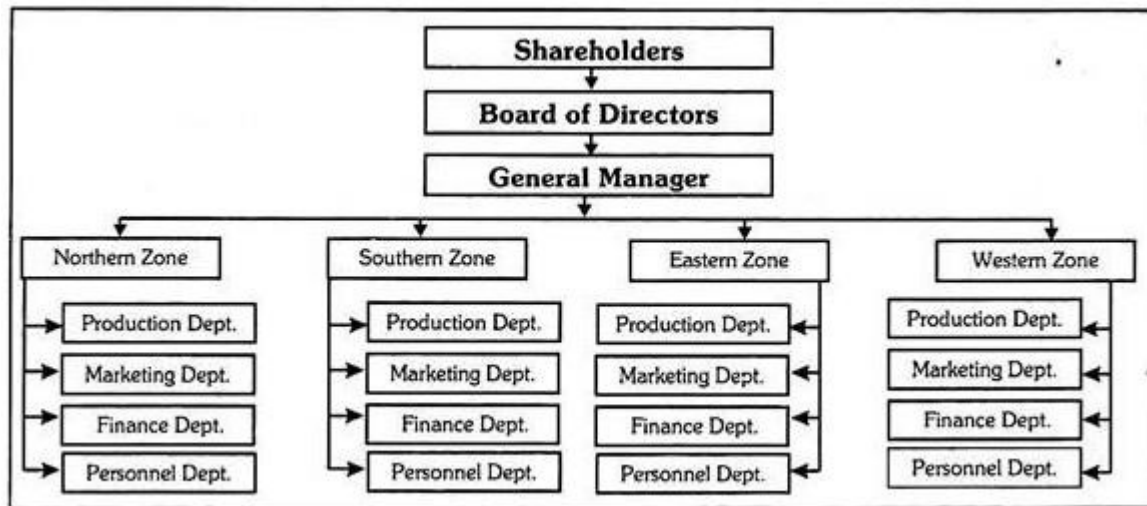 Shareholders
Board of Directors
General Manager
Northern Zone
Southern Zone
Eastern Zone
Western Zone
Production Dept.
Marketing Dept.
Finance Dept.
Personnel Dept.
Production Dept.
Marketing Dept.
Finance Dept.
Personnel Dept.
Production Dept.
Marketing Dept.
Finance Dept.
Personnel Dept.
Production Dept.
Marketing Dept.
Finance Dept.
Personnel Dept.